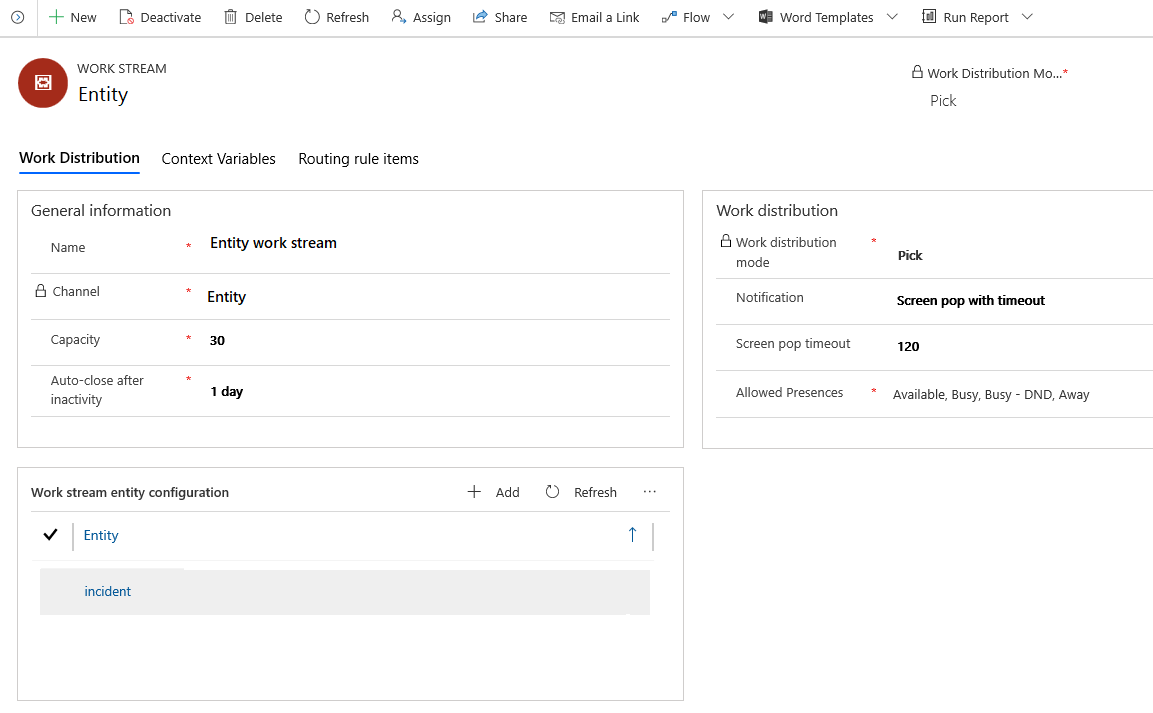 New Deactivate Delete Refresh Assign Share Email a Link Flow Word Templates Run Report
WORK STREAM
Entity
Work Distribution Mo...*
Pick
Work Distribution Context Variables Routing rule items
General information
Name * Entity work stream
Channel * Entity
Capacity * 30
Auto-close after * 1 day
inactivity
Work distribution
Work distribution * Pick
mode
Notification Screen pop with timeout
Screen pop timeout 120
Allowed Presences * Available, Busy, Busy - DND, Away
Work stream entity configuration Add Refresh ...
Entity
incident